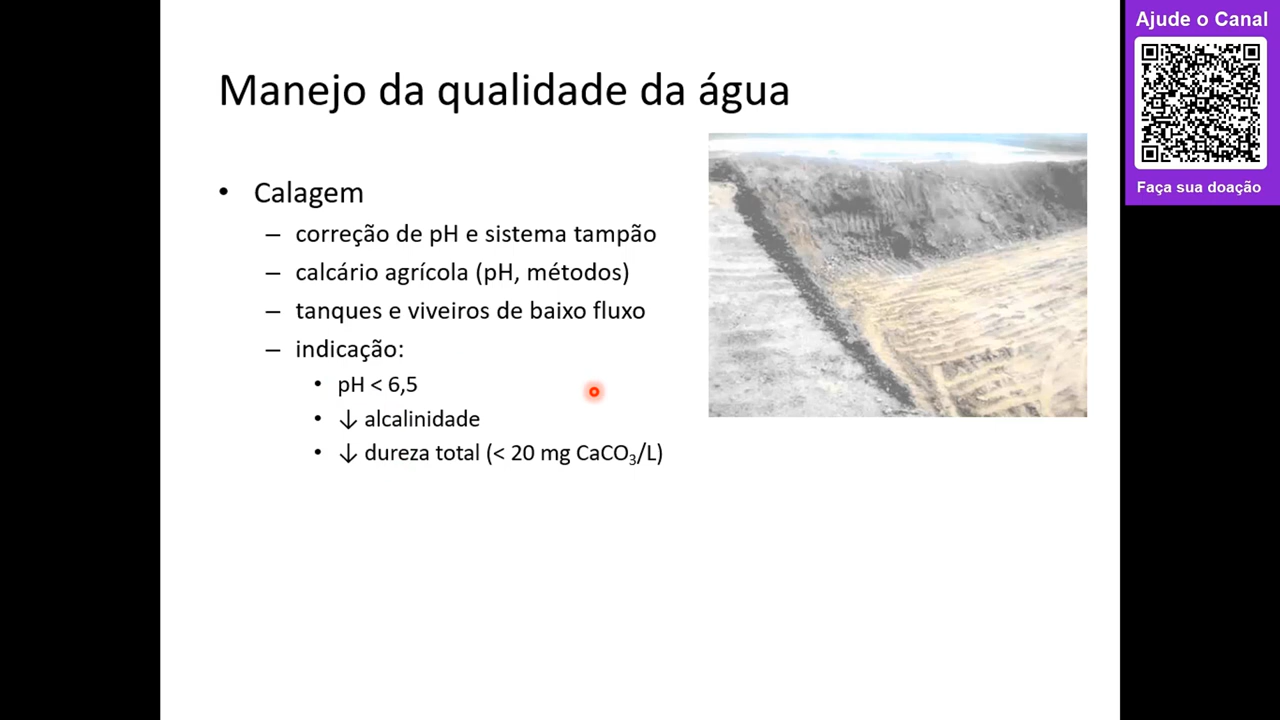 Manejo da qualidade da água
• Calagem
– correção de pH e sistema tampão
– calcário agrícola (pH, métodos)
– tanques e viveiros de baixo fluxo
– indicação:
• pH < 6,5
• ↓ alcalinidade
• ↓ dureza total (< 20 mg CaCO₃/L)
Ajude o Canal
Faça sua doação